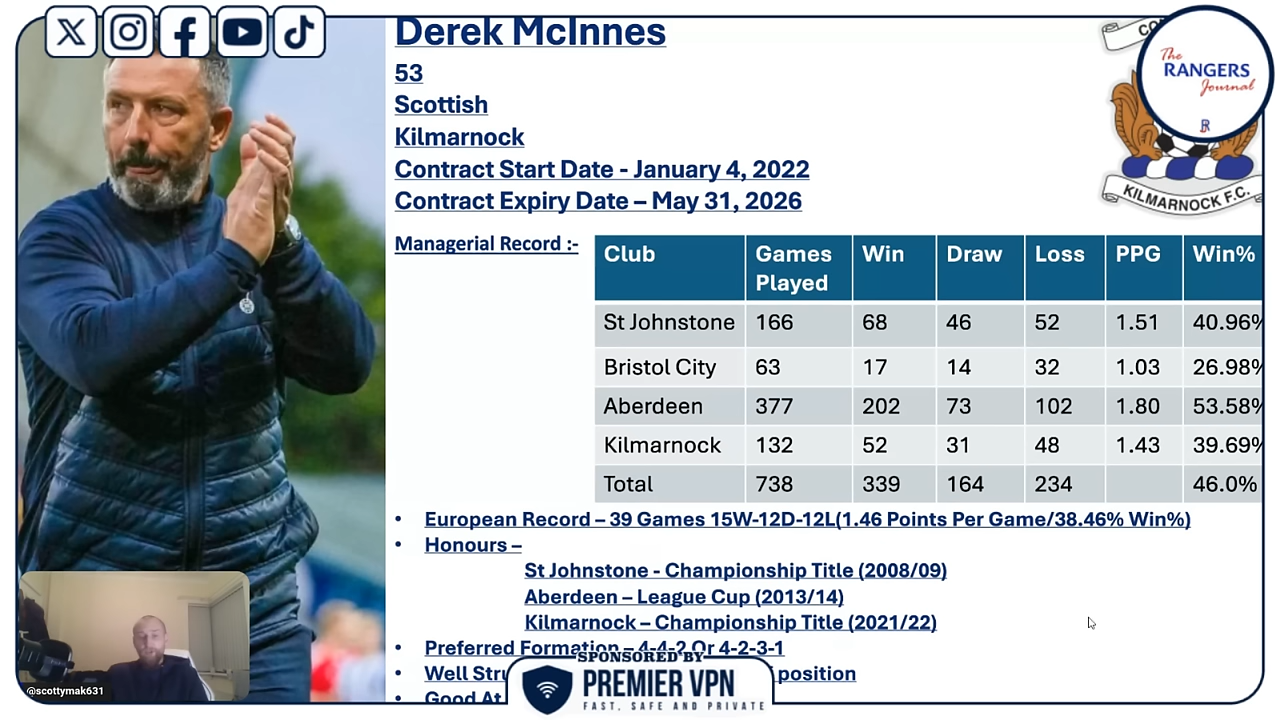 Derek McInnes
53
Scottish
Kilmarnock
Contract Start Date - January 4, 2022
Contract Expiry Date – May 31, 2026
The
RANGERS
Journal
KILMARNOCK F.C.
Managerial Record :-
Club Games Played Win Draw Loss PPG Win%
St Johnstone 166 68 46 52 1.51 40.96%
Bristol City 63 17 14 32 1.03 26.98%
Aberdeen 377 202 73 102 1.80 53.58%
Kilmarnock 132 52 31 48 1.43 39.69%
Total 738 339 164 234 46.0%
• European Record – 39 Games 15W-12D-12L(1.46 Points Per Game/38.46% Win%)
• Honours –
St Johnstone - Championship Title (2008/09)
Aberdeen – League Cup (2013/14)
Kilmarnock – Championship Title (2021/22)
• Preferred Formation – 4-4-2 Or 4-2-3-1
• Well position
• Good At
SPONSORED BY
PREMIER VPN
FAST, SAFE AND PRIVATE
@scottymak631